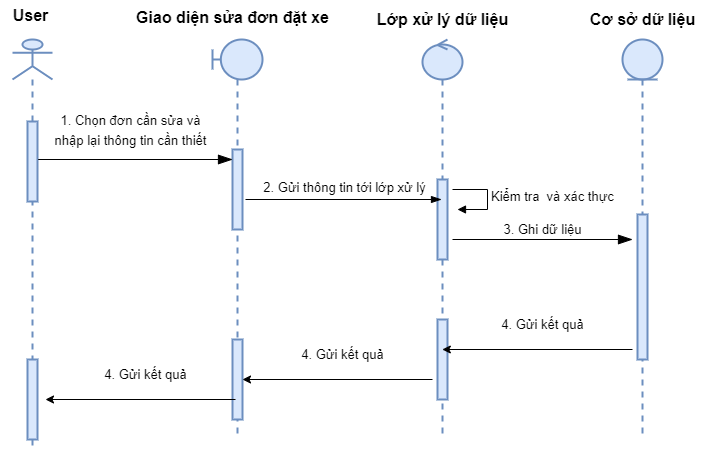 User
Giao diện sửa đơn đặt xe
Lớp xử lý dữ liệu
Cơ sở dữ liệu
1. Chọn đơn cần sửa và
nhập lại thông tin cần thiết
2. Gửi thông tin tới lớp xử lý
Kiểm tra và xác thực
3. Ghi dữ liệu
4. Gửi kết quả
4. Gửi kết quả
4. Gửi kết quả